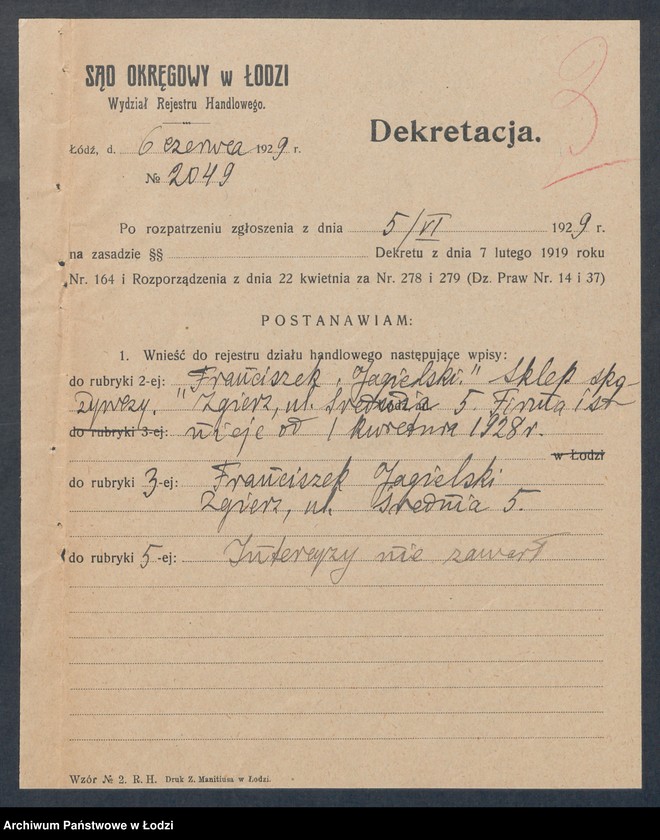 3
SĄD OKRĘGOWY w ŁODZI
Wydział Rejestru Handlowego.
Dekretacja.
Łódź, d. 6 czerwca 1929 r.
№ 2049
Po rozpatrzeniu zgłoszenia z dnia 5/VI 1929 r.
na zasadzie §§ Dekretu z dnia 7 lutego 1919 roku
Nr. 164 i Rozporządzenia z dnia 22 kwietnia za Nr. 278 i 279 (Dz. Praw Nr. 14 i 37)
POSTANAWIAM:
1. Wnieść do rejestru działu handlowego następujące wpisy:
do rubryki 2-ej: "Franciszek Jagielski." Sklep spo-
żywczy." Zgierz, ul. Średnia 5. Firma ist-
do rubryki 3-ej: nieje od 1 kwietnia 1928 r.
w Łodzi
do rubryki 3-ej: Franciszek Jagielski
Zgierz, ul. Średnia 5.
do rubryki 5-ej: Intercyzy nie zawarł
Wzór № 2. R. H. Druk Z. Manitiusa w Łodzi.
Archiwum Państwowe w Łodzi